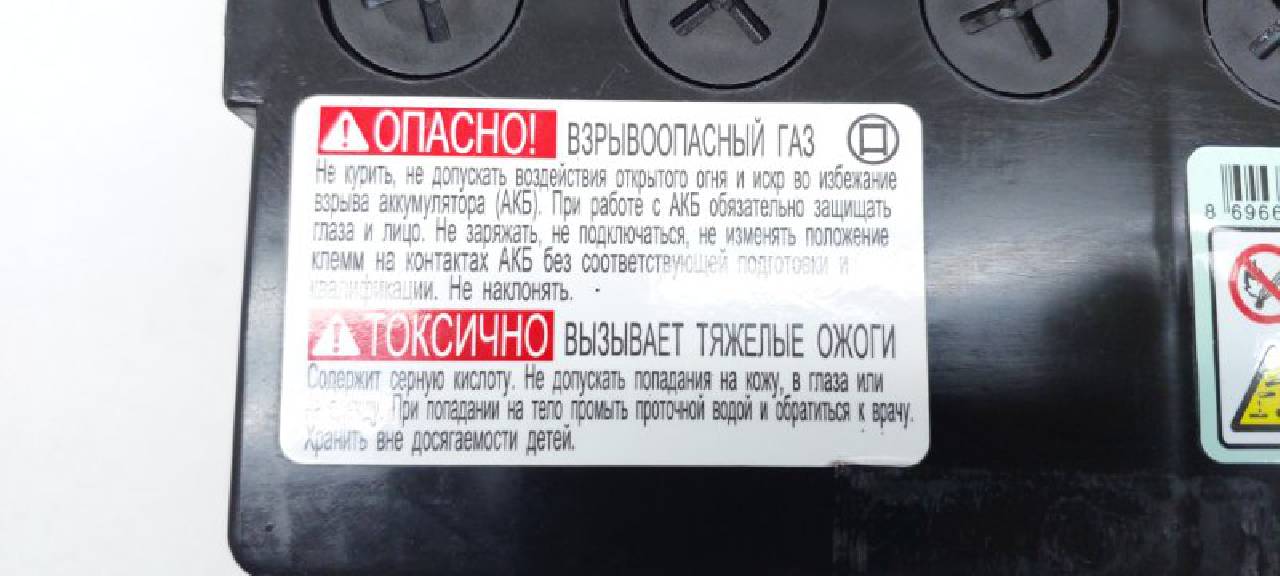 ОПАСНО! ВЗРЫВООПАСНЫЙ ГАЗ
Не курить, не допускать воздействия открытого огня и искр во избежание
взрыва аккумулятора (АКБ). При работе с АКБ обязательно защищать
глаза и лицо. Не заряжать, не подключаться, не изменять положение
клемм на контактах АКБ без соответствующей подготовки и
квалификации. Не наклонять.
ТОКСИЧНО ВЫЗЫВАЕТ ТЯЖЕЛЫЕ ОЖОГИ
Содержит серную кислоту. Не допускать попадания на кожу, в глаза или
При попадании на тело промыть проточной водой и обратиться к врачу.
Хранить вне досягаемости детей.
8 6966